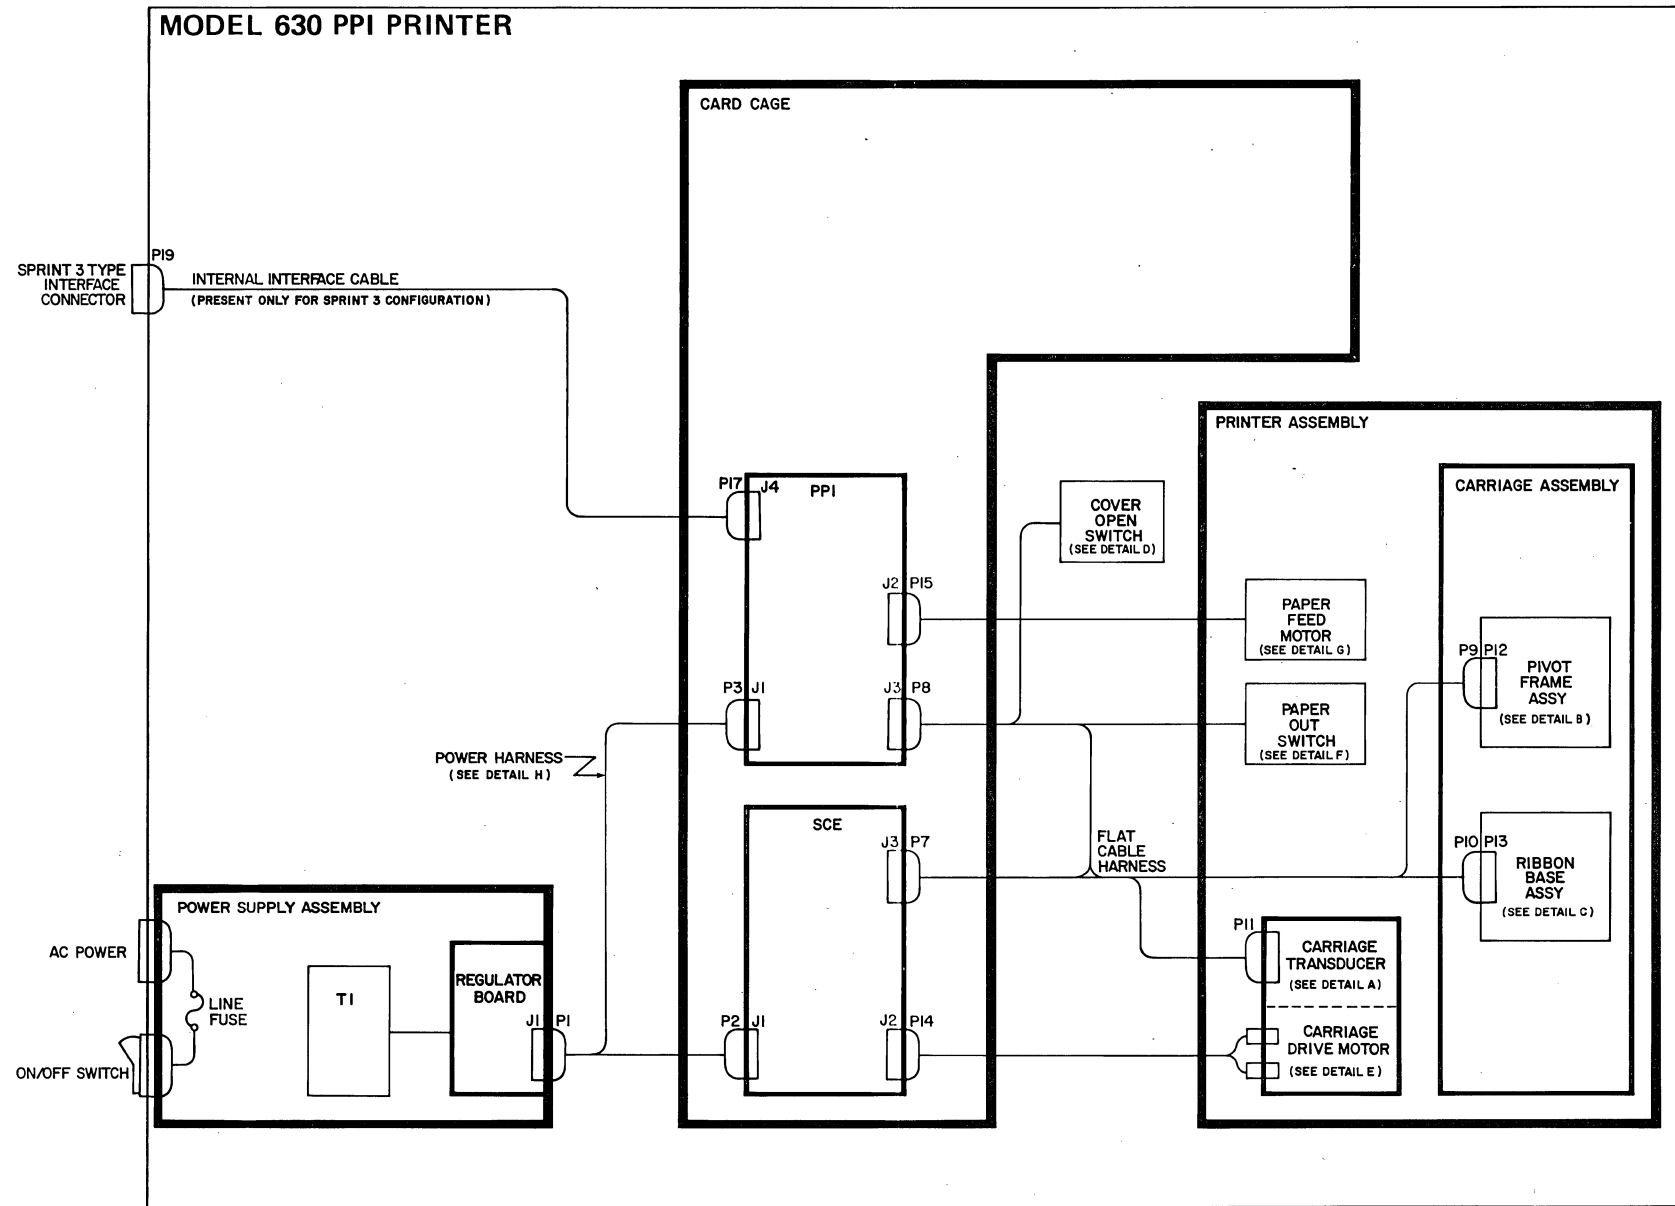 MODEL 630 PPI PRINTER
CARD CAGE
P19
SPRINT 3 TYPE
INTERFACE
CONNECTOR
INTERNAL INTERFACE CABLE
(PRESENT ONLY FOR SPRINT 3 CONFIGURATION)
PRINTER ASSEMBLY
CARRIAGE ASSEMBLY
P17 J4
PPI
COVER
OPEN
SWITCH
(SEE DETAIL D)
J2 P15
PAPER
FEED
MOTOR
(SEE DETAIL G)
P9 P12
PIVOT
FRAME
ASSY
(SEE DETAIL B)
P3 J1
J3 P8
PAPER
OUT
SWITCH
(SEE DETAIL F)
POWER HARNESS
(SEE DETAIL H)
SCE
J3 P7
FLAT
CABLE
HARNESS
P10 P13
RIBBON
BASE
ASSY
(SEE DETAIL C)
POWER SUPPLY ASSEMBLY
AC POWER
LINE
FUSE
ON/OFF SWITCH
T1
REGULATOR
BOARD
J1 P1
P2 J1
J2 P14
P11
CARRIAGE
TRANSDUCER
(SEE DETAIL A)
CARRIAGE
DRIVE MOTOR
(SEE DETAIL E)